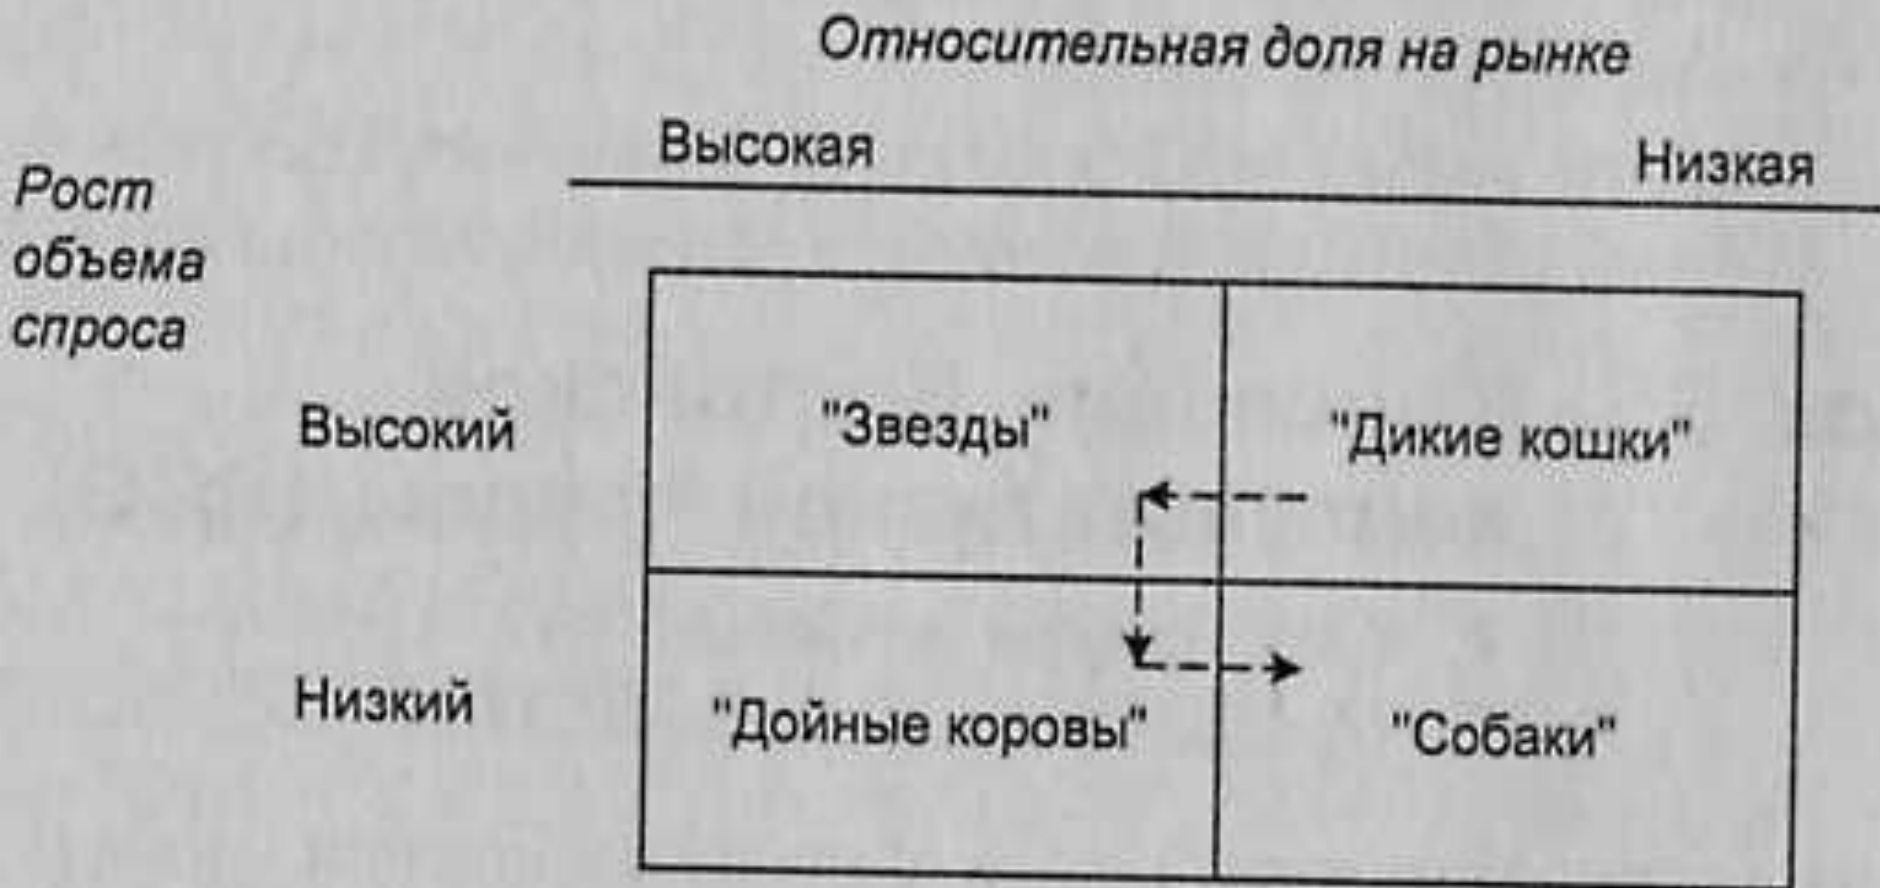 Относительная доля на рынке
Высокая Низкая
Рост
объема
спроса
Высокий "Звезды" "Дикие кошки"
Низкий "Дойные коровы" "Собаки"